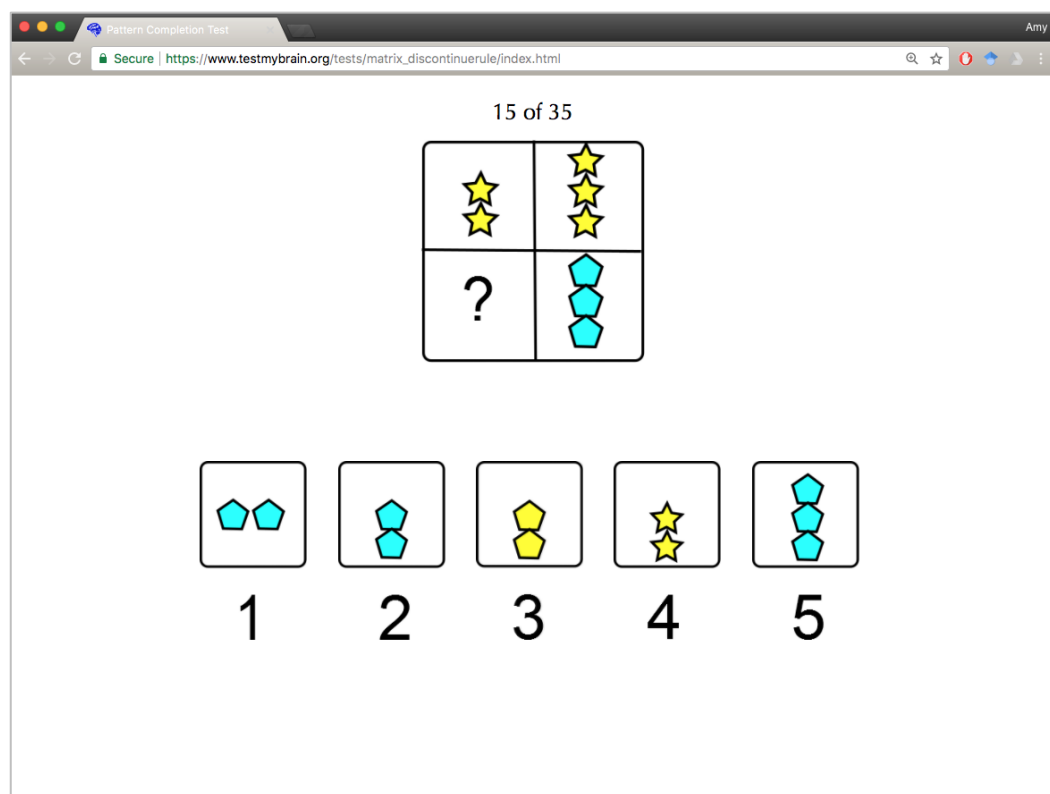 Pattern Completion Test
Amy
Secure | https://www.testmybrain.org/tests/matrix_discontinuerule/index.html
15 of 35
?
1 2 3 4 5